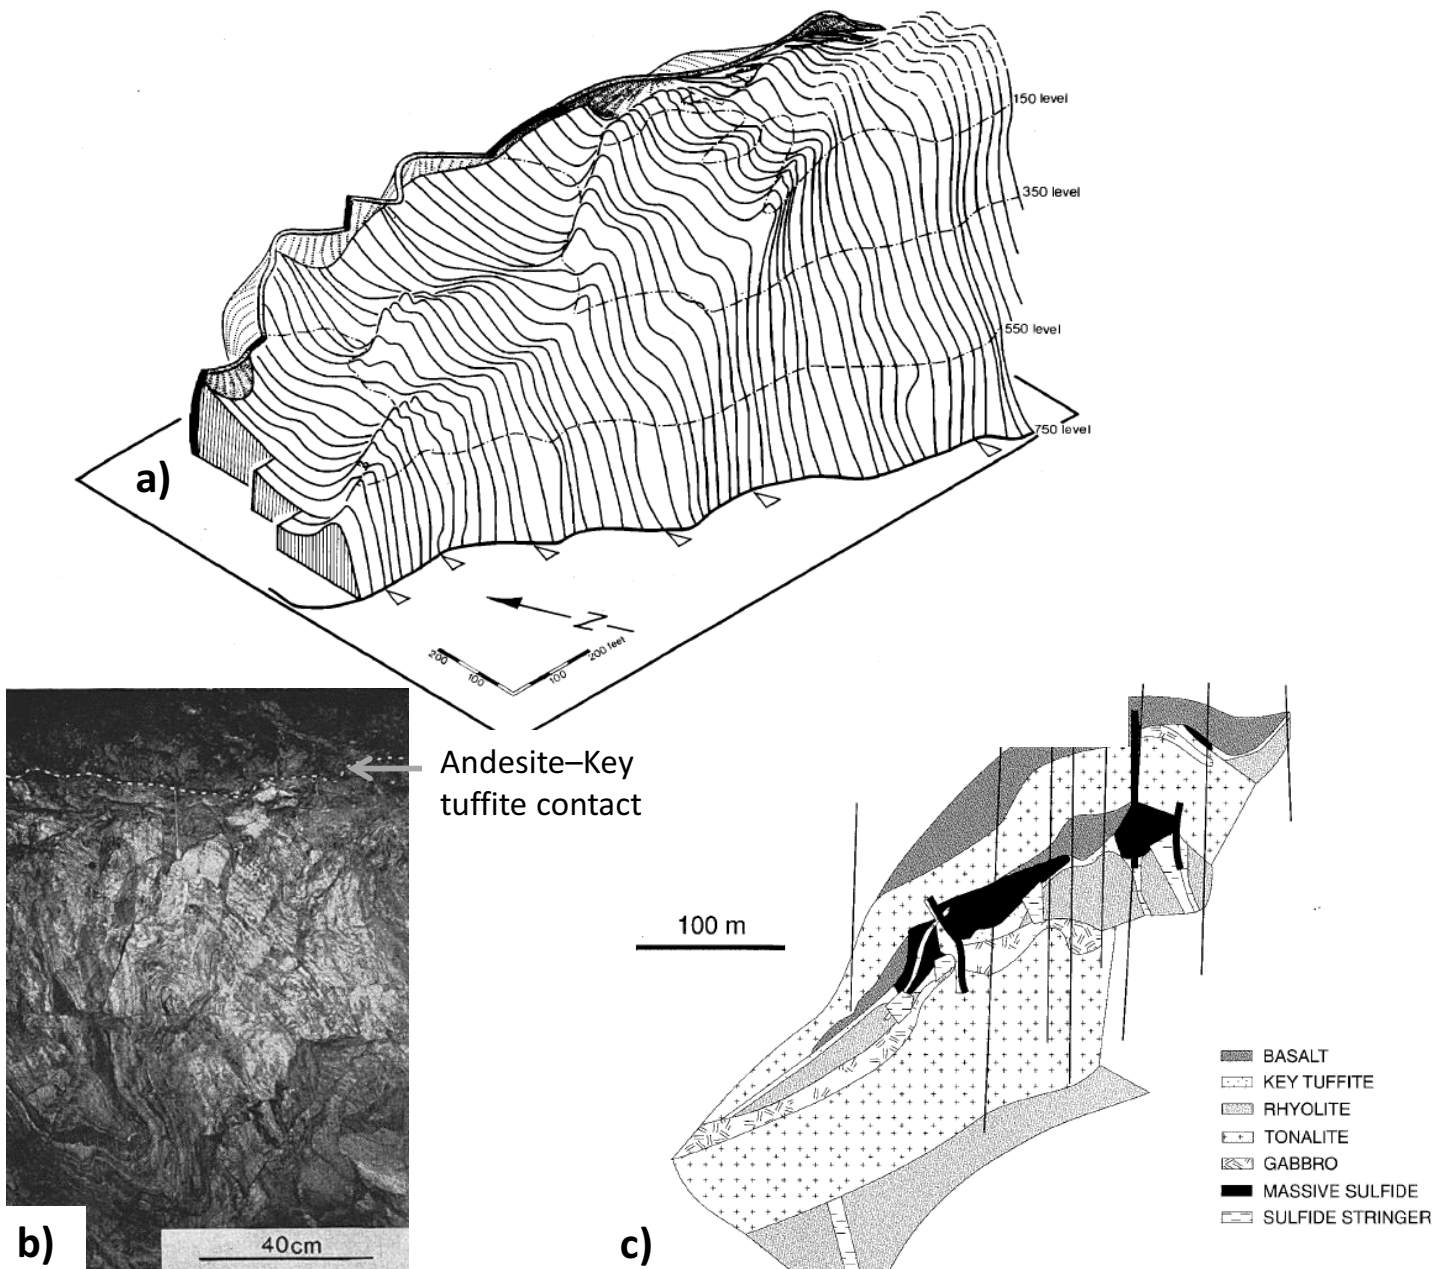 150 level
350 level
550 level
750 level
a)
N
200
100
100
200 feet
Andesite–Key
tuffite contact
100 m
BASALT
KEY TUFFITE
RHYOLITE
TONALITE
GABBRO
MASSIVE SULFIDE
SULFIDE STRINGER
40cm
b)
c)